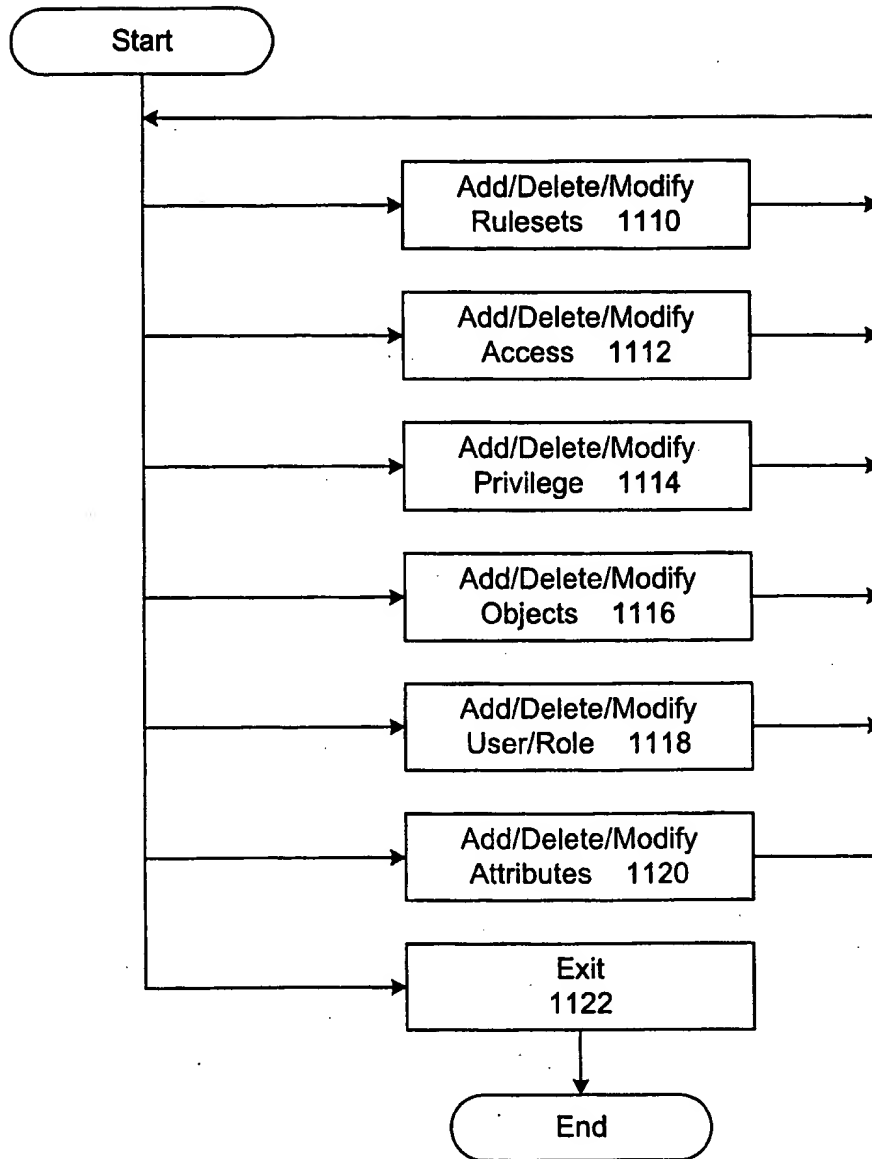 Start
Add/Delete/Modify
Rulesets 1110
Add/Delete/Modify
Access 1112
Add/Delete/Modify
Privilege 1114
Add/Delete/Modify
Objects 1116
Add/Delete/Modify
User/Role 1118
Add/Delete/Modify
Attributes 1120
Exit
1122
End